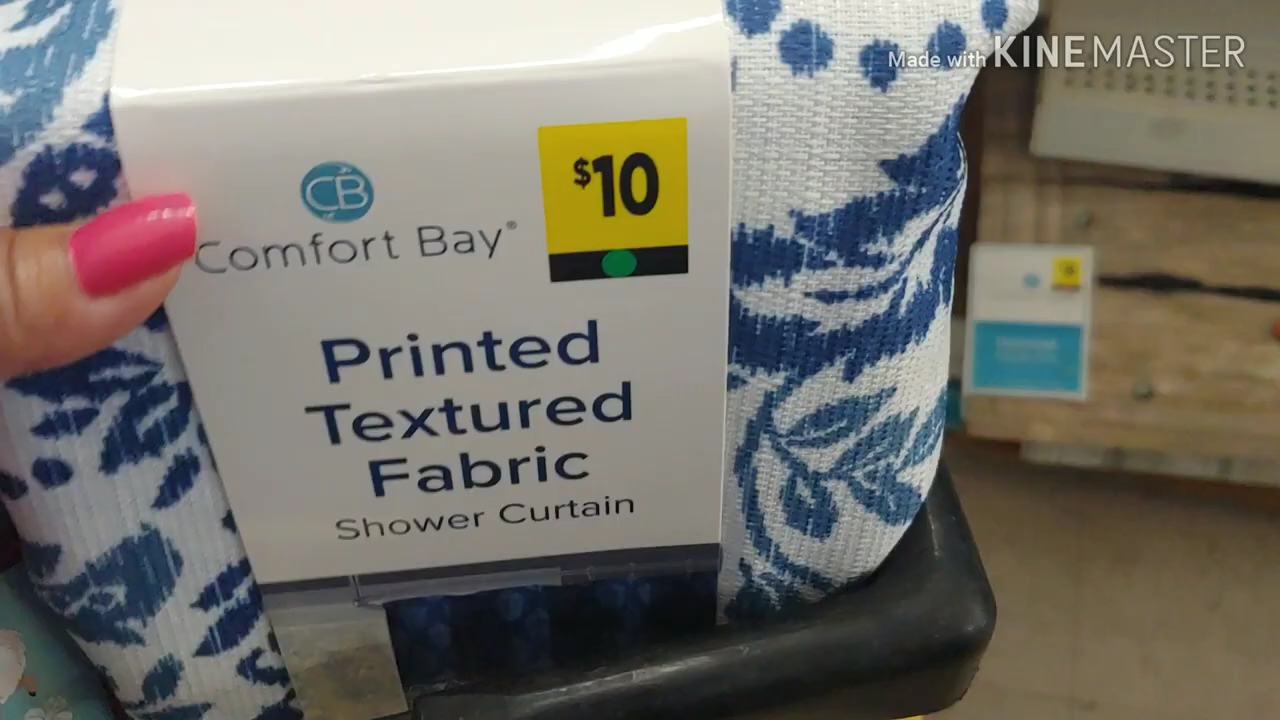 Made with KINEMASTER
$10
CB
Comfort Bay®
Printed
Textured
Fabric
Shower Curtain